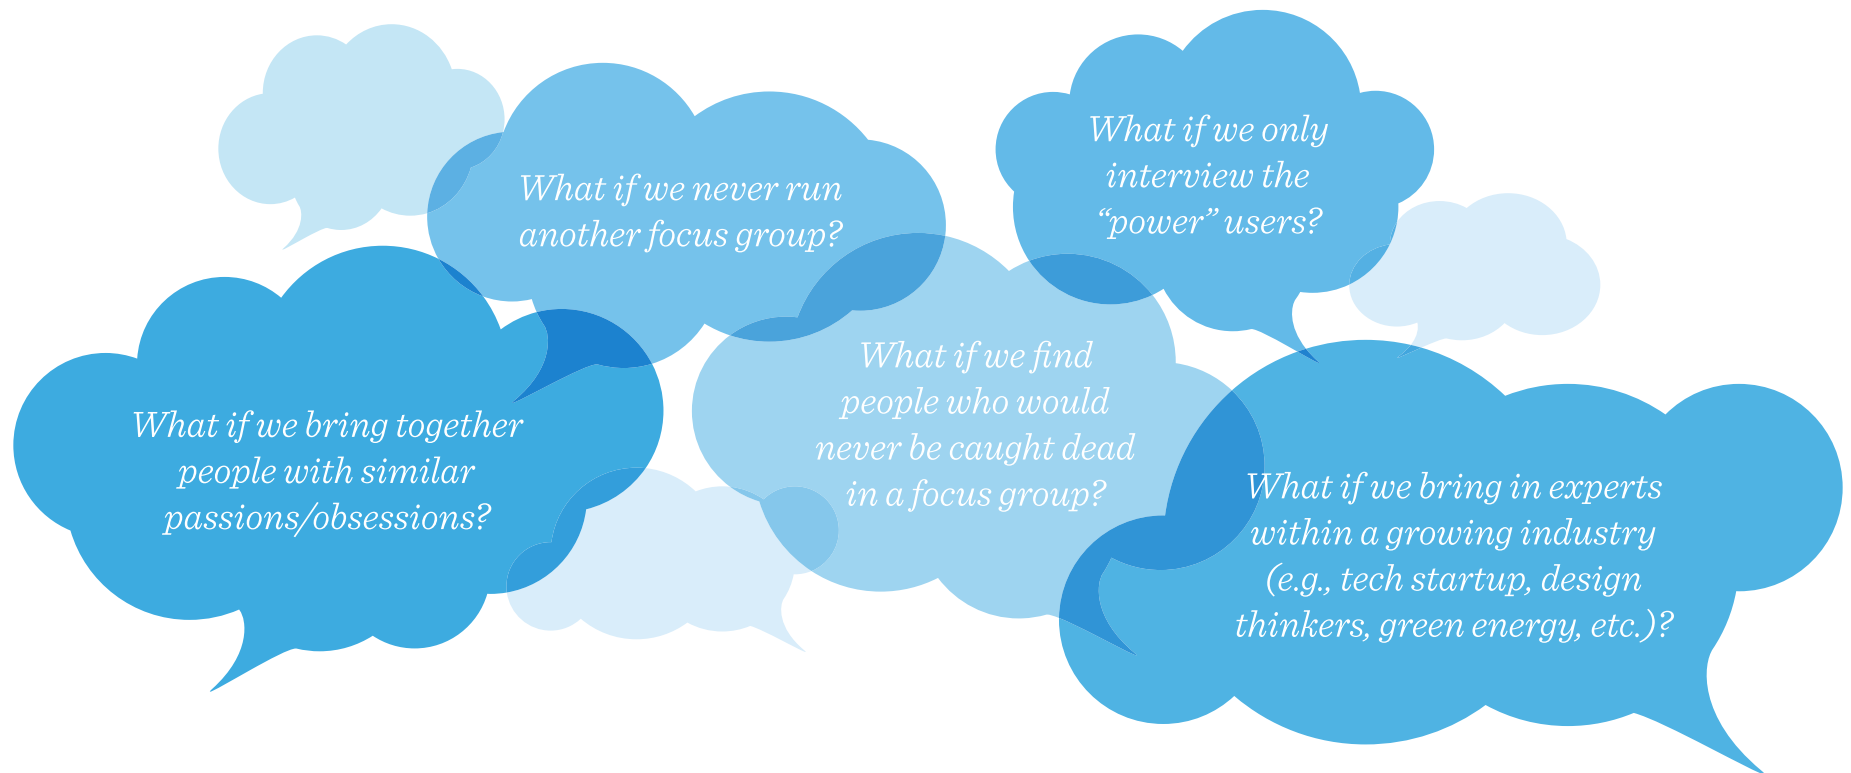 What if we never run
another focus group?
What if we only
interview the
“power” users?
What if we bring together
people with similar
passions/obsessions?
What if we find
people who would
never be caught dead
in a focus group?
What if we bring in experts
within a growing industry
(e.g., tech startup, design
thinkers, green energy, etc.)?